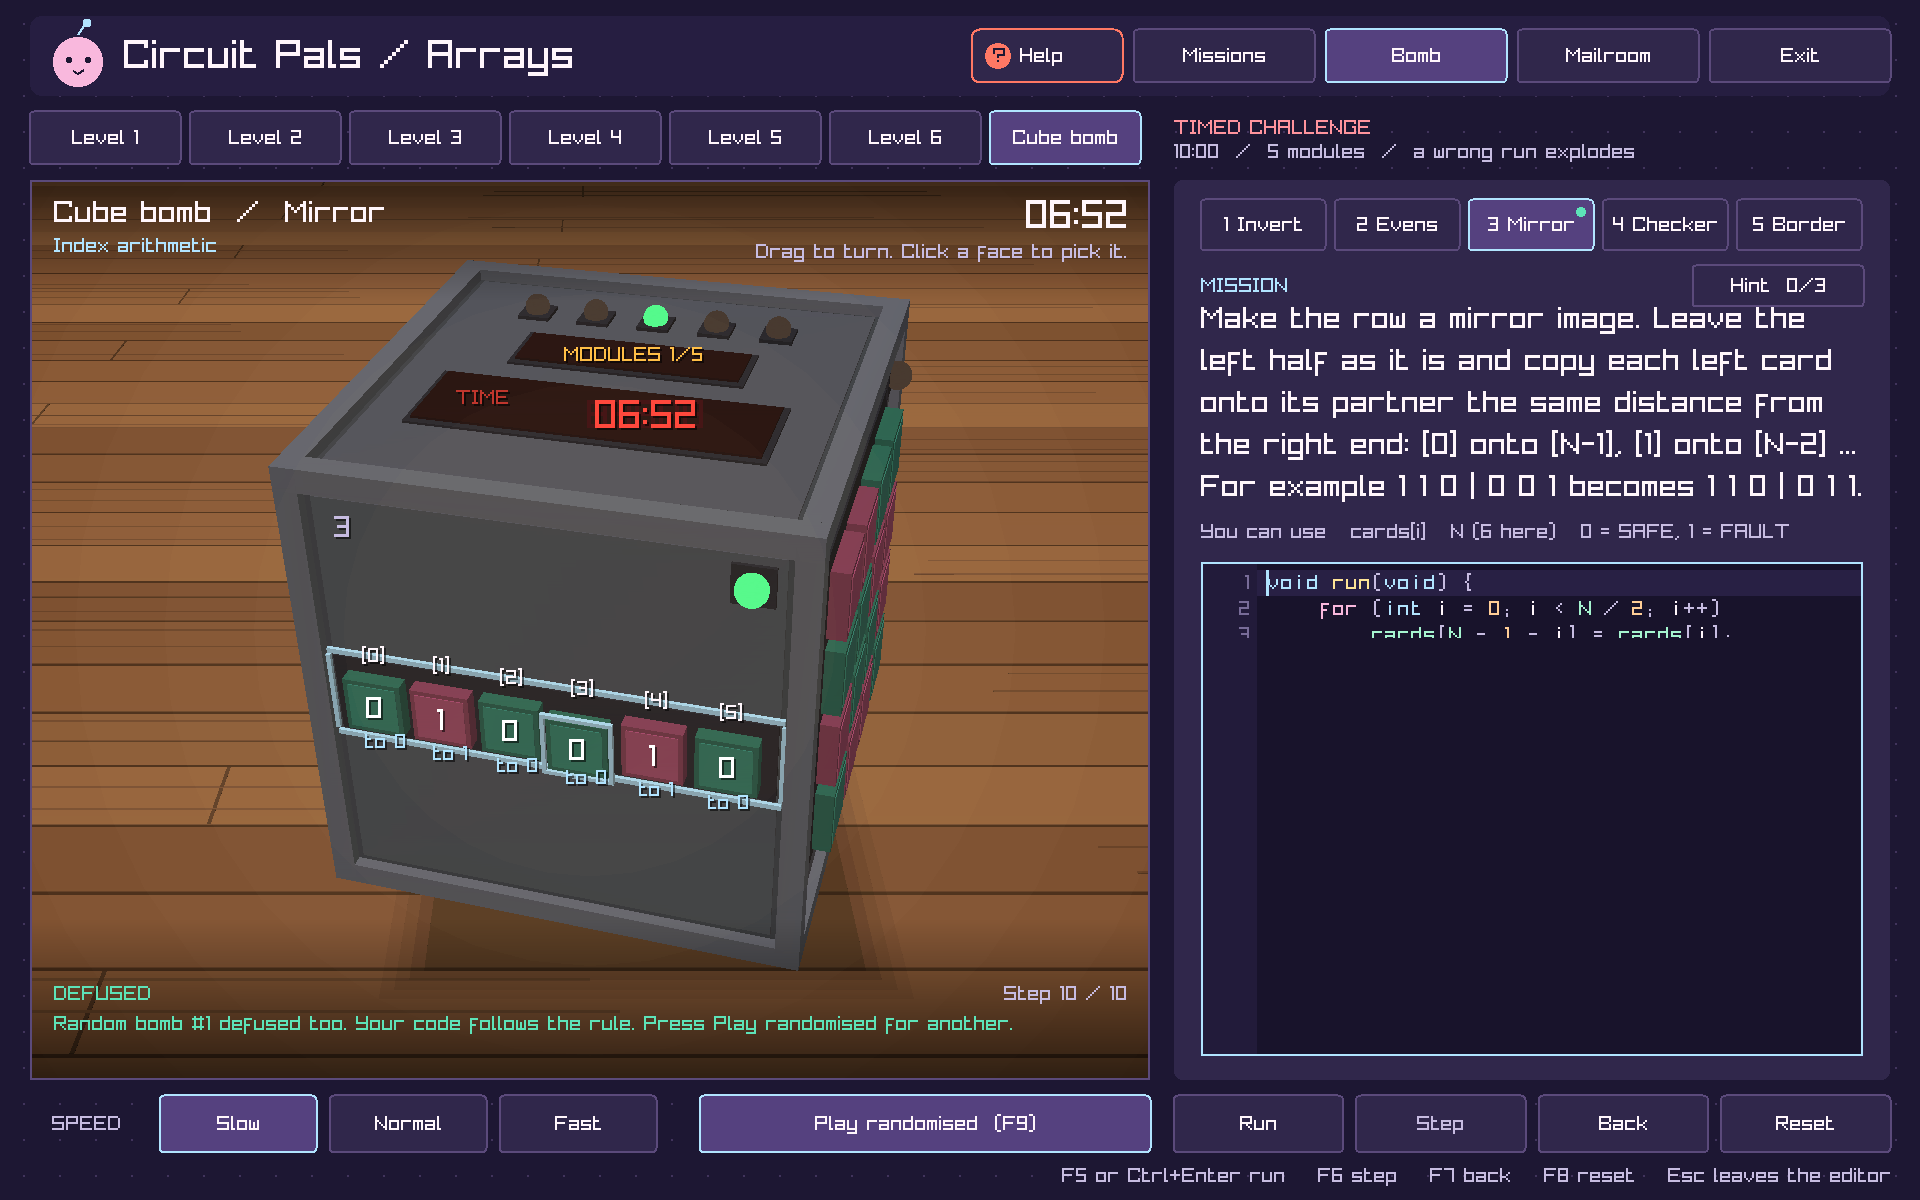 Circuit Pals / Arrays
? Help
Missions
Bomb
Mailroom
Exit
Level 1
Level 2
Level 3
Level 4
Level 5
Level 6
Cube bomb
TIMED CHALLENGE
10:00 / 5 modules / a wrong run explodes
Cube bomb / Mirror
Index arithmetic
06:52
Drag to turn. Click a face to pick it.
MODULES 1/5
TIME 06:52
3
[0] [1] [2] [3] [4] [5]
0 1 0 0 1 0
to 0 to 1 to 0 to 0 to 1 to 0
DEFUSED
Step 10 / 10
Random bomb #1 defused too. Your code follows the rule. Press Play randomised for another.
1 Invert
2 Evens
3 Mirror
4 Checker
5 Border
MISSION
Hint 0/3
Make the row a mirror image. Leave the
left half as it is and copy each left card
onto its partner the same distance from
the right end: [0] onto [N-1], [1] onto [N-2] ...
For example 1 1 0 | 0 0 1 becomes 1 1 0 | 0 1 1.
You can use cards[i] N (6 here) 0 = SAFE, 1 = FAULT
1 void run(void) {
2 for (int i = 0; i < N / 2; i++)
3 cards[N - 1 - i] = cards[i];
SPEED
Slow
Normal
Fast
Play randomised (F9)
Run
Step
Back
Reset
F5 or Ctrl+Enter run F6 step F7 back F8 reset Esc leaves the editor